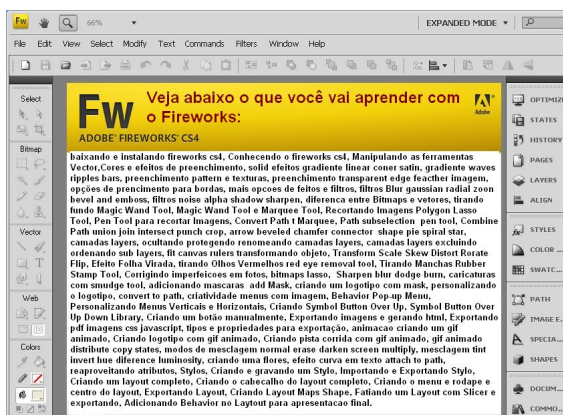 Fw 66% EXPANDED MODE
File Edit View Select Modify Text Commands Filters Window Help
Select
Bitmap
Vector
Web
Colors
Fw
ADOBE® FIREWORKS® CS4
Veja abaixo o que você vai aprender com
o Fireworks:
Adobe
baixando e instalando fireworks cs4, Conhecendo o fireworks cs4, Manipulando as ferramentas
Vector,Cores e efeitos de preenchimento, solid efeitos gradiente linear coner satin, gradiente waves
ripples bars, preenchimento pattern e texturas, preenchimento transparent edge feacther imagem,
opções de prencimento para bordas, mais opcoes de feitos e filtros, filtros Blur gaussian radial zoon
bevel and emboss, filtros noise alpha shadow sharpen, diferenca entre Bitmaps e vetores, tirando
fundo Magic Wand Tool, Magic Wand Tool e Marquee Tool, Recortando Imagens Polygon Lasso
Tool, Pen Tool para recortar Imagens, Convert Path t Marquee, Path subselection pen tool, Combine
Path union join intersect punch crop, arrow beveled chamfer connector shape pie spiral star,
camadas layers, ocultando protegendo renomeando camadas layers, camadas layers excluindo
ordenando sub layers, fit canvas rulers transformando objeto, Transform Scale Skew Distort Rorate
Flip, Efeito Folha Virada, tirando Olhos Vermelhos red eye removal tool, Tirando Manchas Rubber
Stamp Tool, Corrigindo imperfeicoes em fotos, bitmaps lasso, Sharpen blur dodge burn, caricaturas
com smudge tool, adicionando mascaras add Mask, criando um logotipo com mask, personalizando
o logotipo, convert to path, criatividade menus com imagem, Behavior Pop-up Menu,
Personalizando Menus Verticais e Horizontais, Criando Symbol Button Over Up, Symbol Button Over
Up Down Library, Criando um botão manualmente, Exportando imagens e gerando html, Exportando
pdf imagens css javascript, tipos e propriedades para exportação, animacao criando um gif
animado, Criando logotipo com gif animado, Criando pista corrida com gif animado, gif animado
distribute copy states, modos de mesclagem normal erase darken screen multiply, mesclagem tint
invert hue diference luminosity, criando uma flores, efeito curva em texto attach to path,
reaproveitando atributos, Stylos, Criando e gravando um Stylo, Importando e Exportando Stylo,
Criando um layout completo, Criando o cabecalho do layout completo, Criando o menu e rodape e
centro do layout, Exportando Layout, Criando Layout Maps Shape, Fatiando um Layout com Slicer e
exportando, Adicionando Behavior no Laytout para apresentacao final.
OPTIMIZ
STATES
HISTORY
PAGES
LAYERS
ALIGN
STYLES
COLOR ...
SWATC...
PATH
IMAGE E.
SPECIA...
SHAPES
DOCUM...
COMMO...